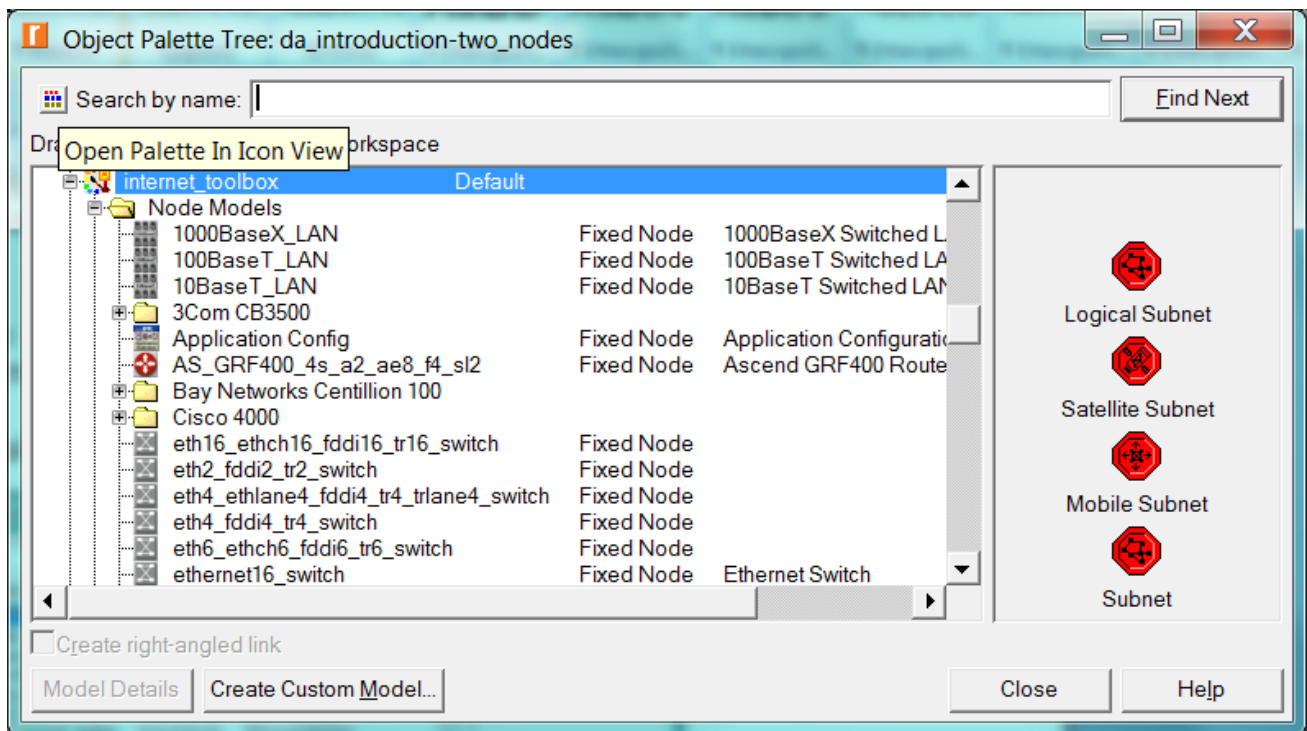 Object Palette Tree: da_introduction-two_nodes
Search by name:
Find Next
Dra
Open Palette In Icon View
orkspace
internet_toolbox Default
Node Models
1000BaseX_LAN Fixed Node 1000BaseX Switched L
100BaseT_LAN Fixed Node 100BaseT Switched LA
10BaseT_LAN Fixed Node 10BaseT Switched LAN
3Com CB3500
Application Config Fixed Node Application Configuratic
AS_GRF400_4s_a2_ae8_f4_sl2 Fixed Node Ascend GRF400 Route
Bay Networks Centillion 100
Cisco 4000
eth16_ethch16_fddi16_tr16_switch Fixed Node
eth2_fddi2_tr2_switch Fixed Node
eth4_ethlane4_fddi4_tr4_trlane4_switch Fixed Node
eth4_fddi4_tr4_switch Fixed Node
eth6_ethch6_fddi6_tr6_switch Fixed Node
ethernet16_switch Fixed Node Ethernet Switch
Logical Subnet
Satellite Subnet
Mobile Subnet
Subnet
Create right-angled link
Model Details
Create Custom Model...
Close
Help